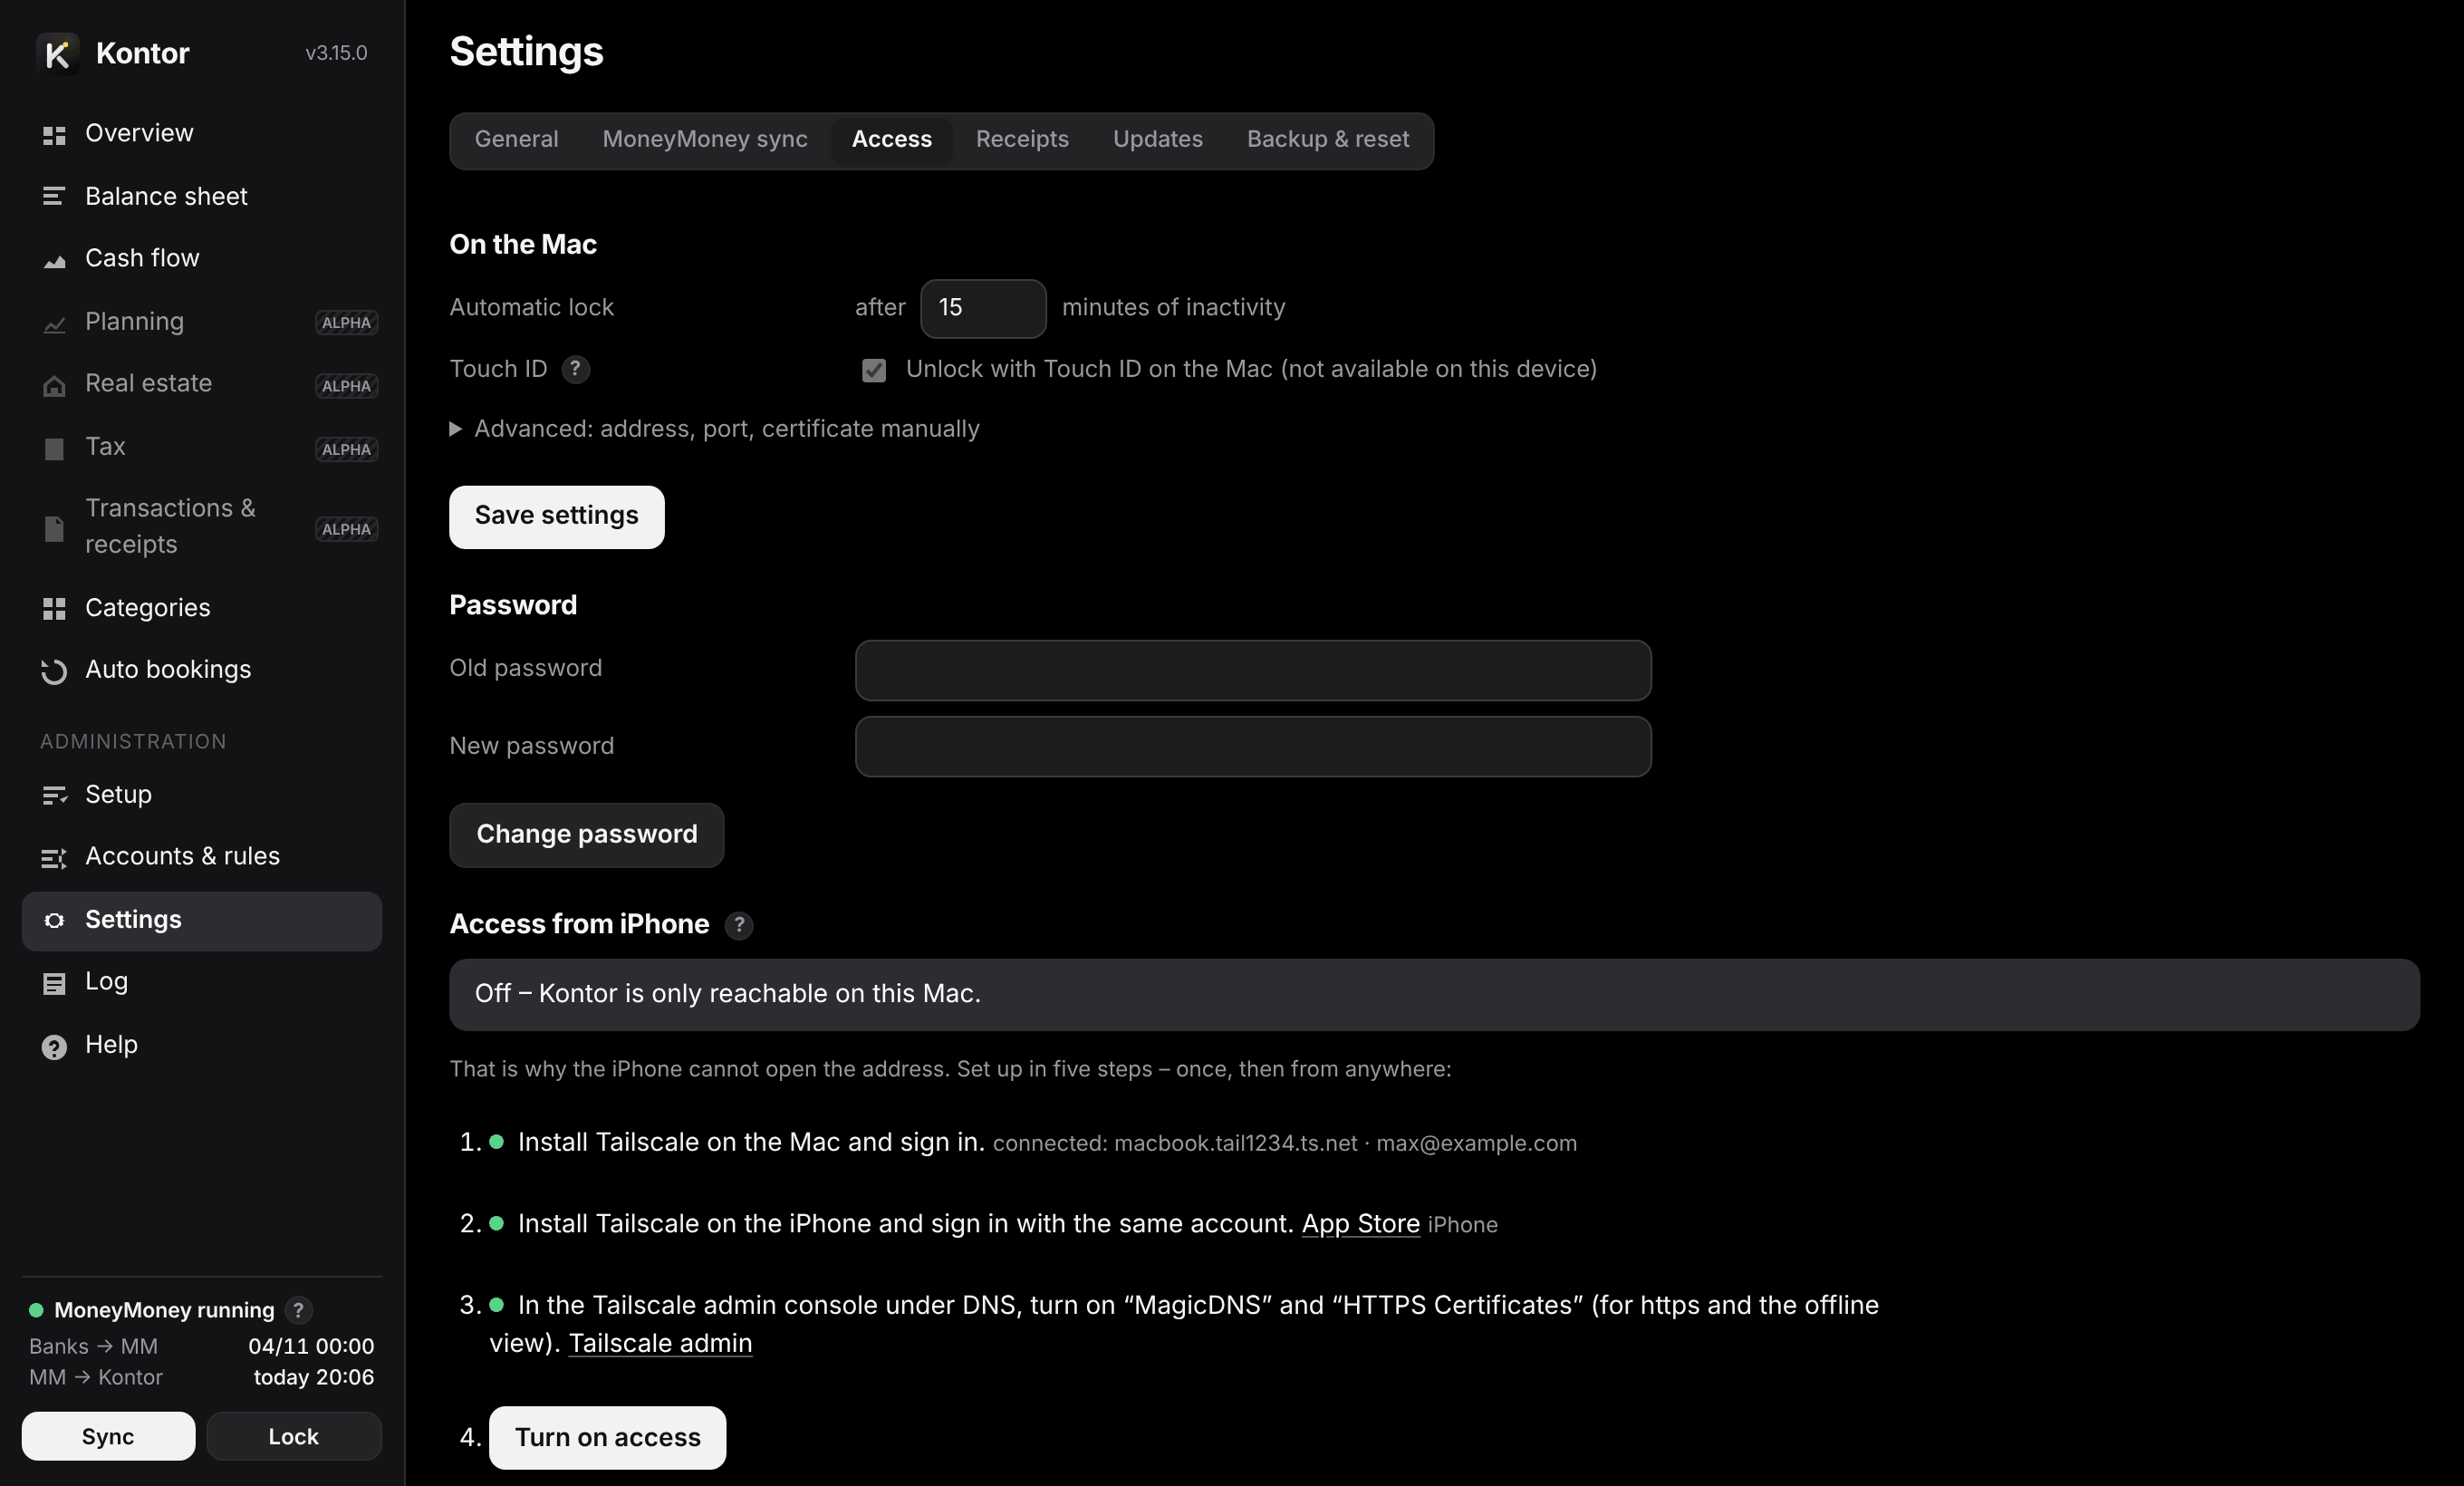 Kontor
v3.15.0
Overview
Balance sheet
Cash flow
Planning
ALPHA
Real estate
ALPHA
Tax
ALPHA
Transactions &
receipts
ALPHA
Categories
Auto bookings
ADMINISTRATION
Setup
Accounts & rules
Settings
Log
Help
MoneyMoney running ?
Banks → MM 04/11 00:00
MM → Kontor today 20:06
Sync
Lock
Settings
General
MoneyMoney sync
Access
Receipts
Updates
Backup & reset
On the Mac
Automatic lock after 15 minutes of inactivity
Touch ID ? Unlock with Touch ID on the Mac (not available on this device)
Advanced: address, port, certificate manually
Save settings
Password
Old password
New password
Change password
Access from iPhone ?
Off – Kontor is only reachable on this Mac.
That is why the iPhone cannot open the address. Set up in five steps – once, then from anywhere:
1. Install Tailscale on the Mac and sign in. connected: macbook.tail1234.ts.net · max@example.com
2. Install Tailscale on the iPhone and sign in with the same account. App Store iPhone
3. In the Tailscale admin console under DNS, turn on “MagicDNS” and “HTTPS Certificates” (for https and the offline
view). Tailscale admin
4. Turn on access